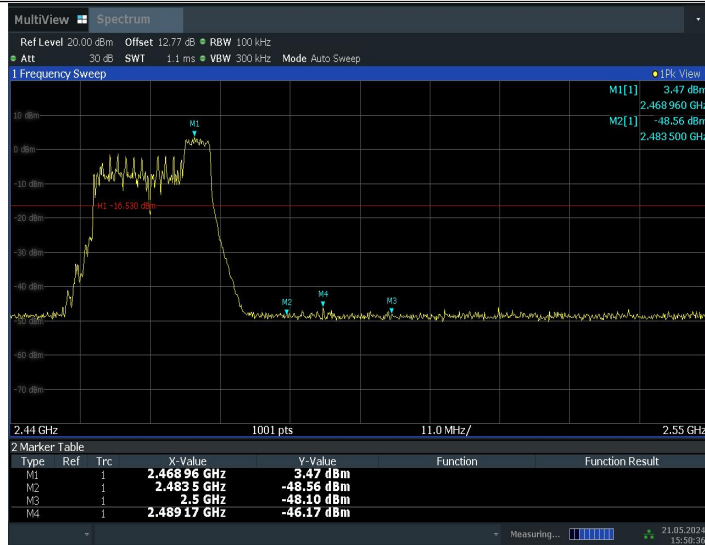 MultiView Spectrum
Ref Level 20.00 dBm Offset 12.77 dB RBW 100 kHz
Att 30 dB SWT 1.1 ms VBW 300 kHz Mode Auto Sweep
1 Frequency Sweep 1Pk View
M1[1] 3.47 dBm
2.468 960 GHz
M2[1] -48.56 dBm
2.483 500 GHz
10 dBm
M1
0 dBm
-10 dBm
H1 -16.530 dBm
-20 dBm
-30 dBm
-40 dBm
M2 M4 M3
-50 dBm
-60 dBm
-70 dBm
2.44 GHz 1001 pts 11.0 MHz/ 2.55 GHz
2 Marker Table
Type Ref Trc X-Value Y-Value Function Function Result
M1 1 2.468 96 GHz 3.47 dBm
M2 1 2.483 5 GHz -48.56 dBm
M3 1 2.5 GHz -48.10 dBm
M4 1 2.489 17 GHz -46.17 dBm
Measuring... 21.05.2024
15:50:36